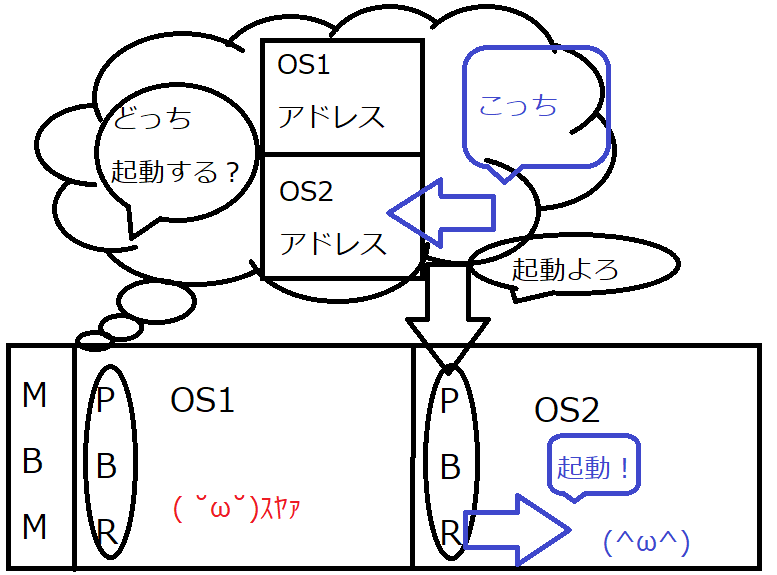 OS1
アドレス
どっち
起動する？
こっち
OS2
アドレス
起動よろ
M
B
M
P
B
R
OS1
( ˘ω˘)ｽﾔｧ
P
B
R
OS2
起動！
(^ω^)